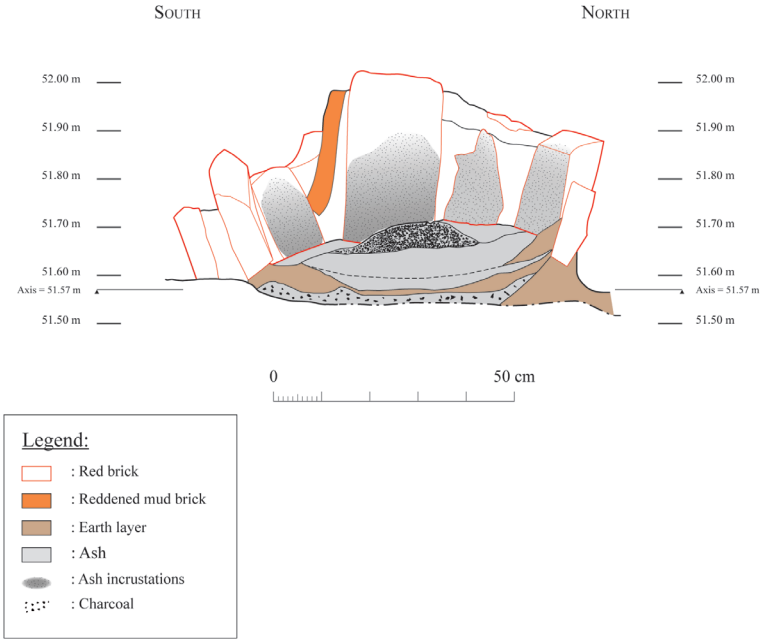 SOUTH NORTH
52.00 m 52.00 m
51.90 m 51.90 m
51.80 m 51.80 m
51.70 m 51.70 m
51.60 m 51.60 m
Axis = 51.57 m Axis = 51.57 m
51.50 m 51.50 m
0 50 cm
Legend:
: Red brick
: Reddened mud brick
: Earth layer
: Ash
: Ash incrustations
: Charcoal